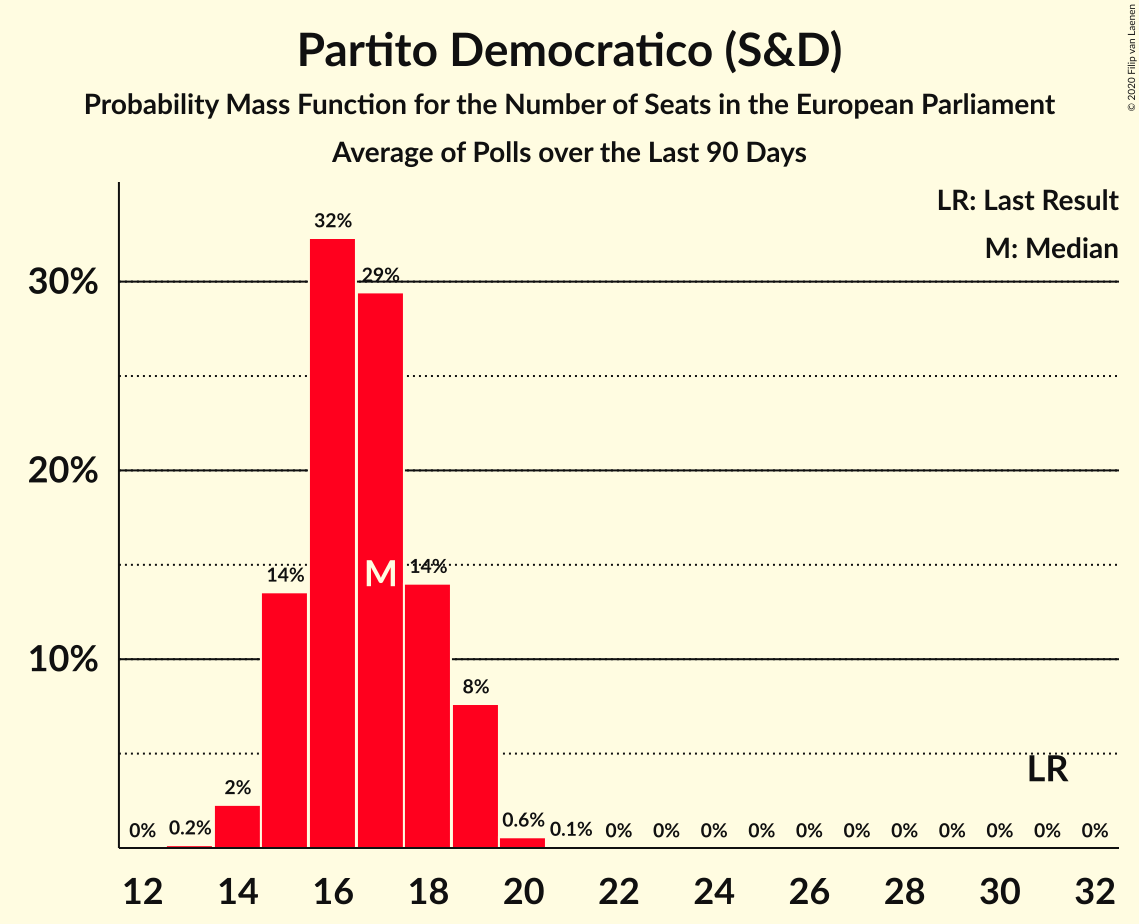 Partito Democratico (S&D)
Probability Mass Function for the Number of Seats in the European Parliament
Average of Polls over the Last 90 Days
© 2020 Filip van Laenen
LR: Last Result
M: Median
30%
20%
10%
0%
0.2%
2%
14%
32%
29%
14%
8%
0.6%
0.1%
0%
0%
0%
0%
0%
0%
0%
0%
0%
0%
0%
M
LR
12 14 16 18 20 22 24 26 28 30 32